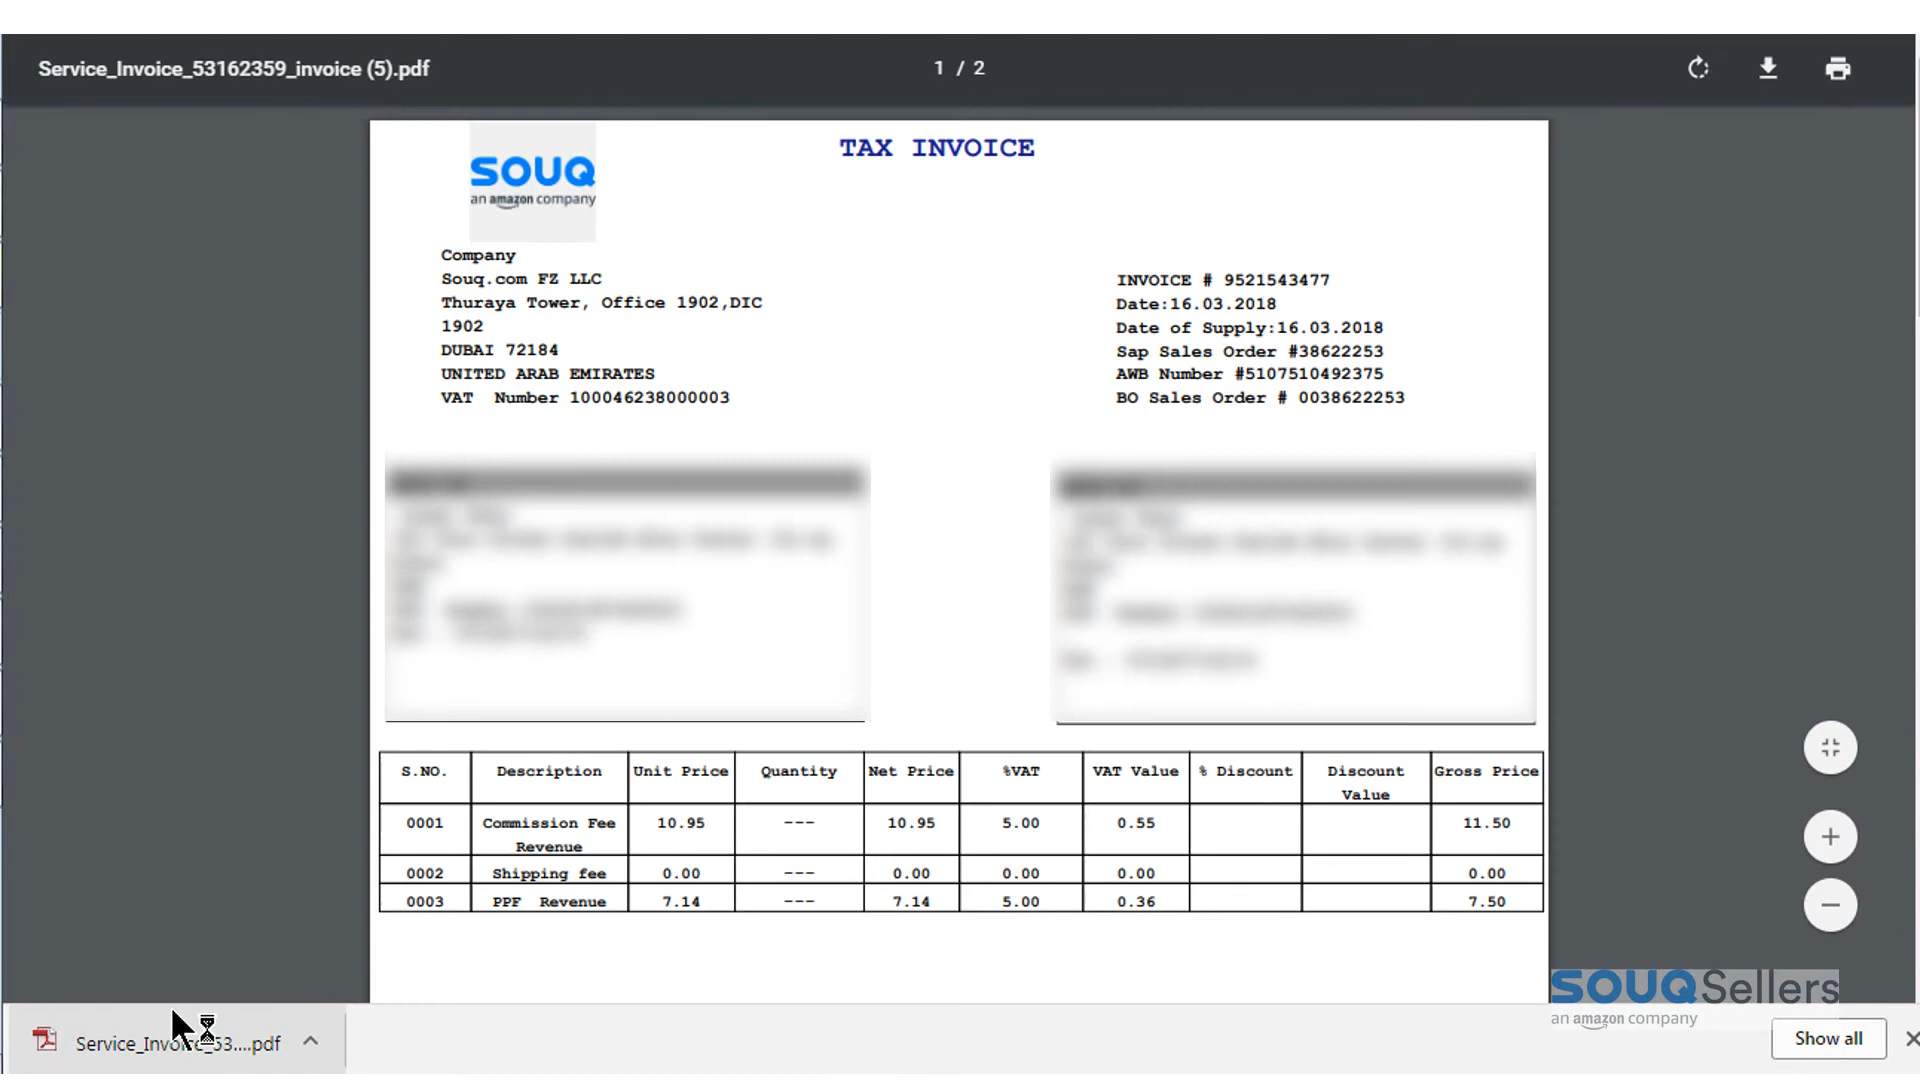 Service_Invoice_53162359_invoice (5).pdf
1 / 2
SOUQ
an amazon company
TAX INVOICE
Company
Souq.com FZ LLC
Thuraya Tower, Office 1902,DIC
1902
DUBAI 72184
UNITED ARAB EMIRATES
VAT Number 100046238000003
INVOICE # 9521543477
Date:16.03.2018
Date of Supply:16.03.2018
Sap Sales Order #38622253
AWB Number #5107510492375
BO Sales Order # 0038622253
S.NO. Description Unit Price Quantity Net Price %VAT VAT Value % Discount Discount Value Gross Price
0001 Commission Fee Revenue 10.95 --- 10.95 5.00 0.55 11.50
0002 Shipping fee 0.00 --- 0.00 0.00 0.00 0.00
0003 PPF Revenue 7.14 --- 7.14 5.00 0.36 7.50
SOUQSellers
an amazon company
Service_Invoice_53....pdf
Show all